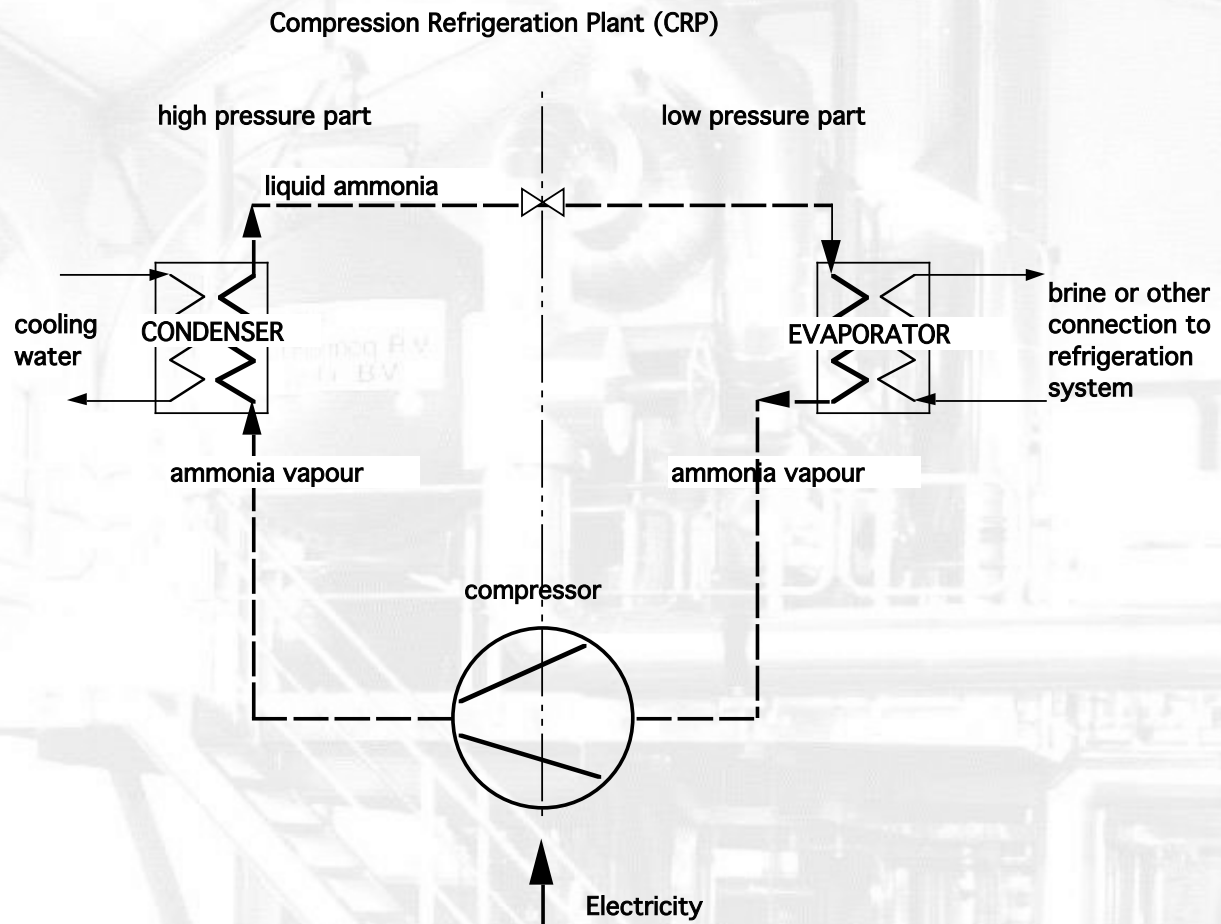 Compression Refrigeration Plant (CRP)
high pressure part
low pressure part
liquid ammonia
cooling
water
CONDENSER
EVAPORATOR
brine or other
connection to
refrigeration
system
ammonia vapour
ammonia vapour
compressor
Electricity